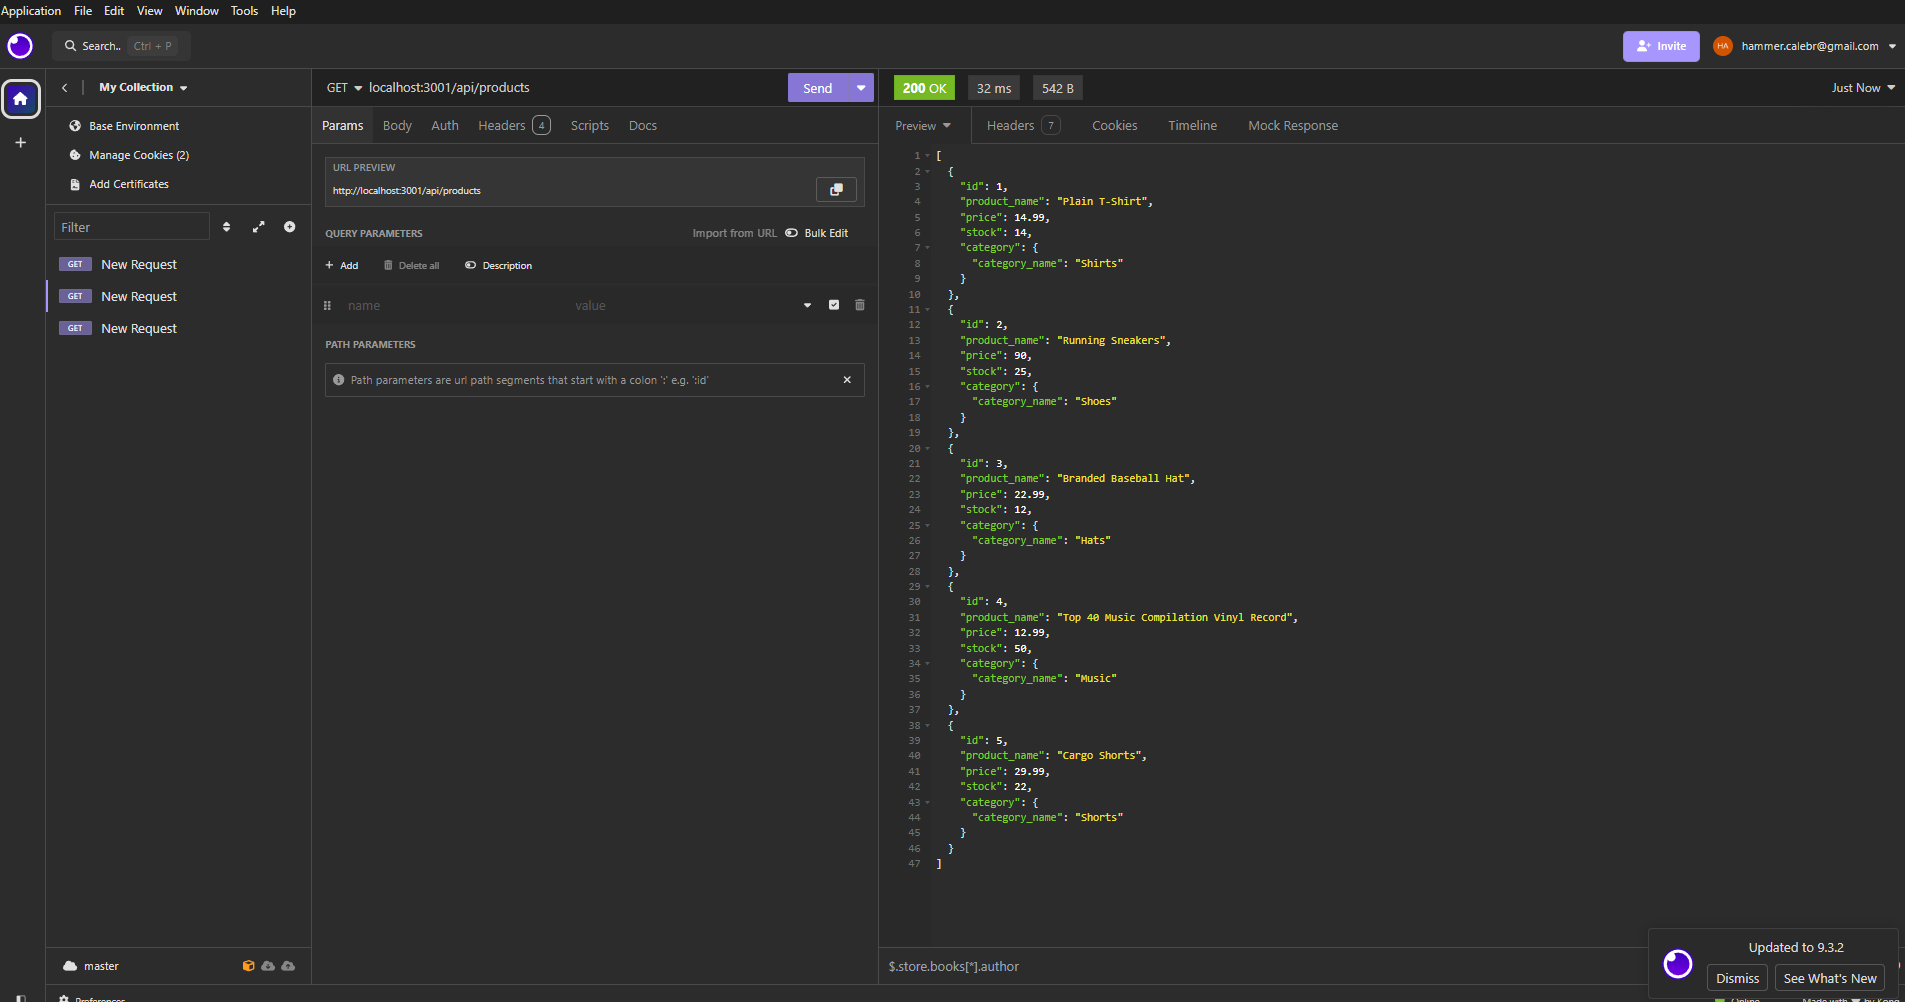 Application File Edit View Window Tools Help
Search.. Ctrl + P
Invite
HA hammer.calebr@gmail.com
My Collection
Base Environment
Manage Cookies (2)
Add Certificates
Filter
GET New Request
GET New Request
GET New Request
master
Preferences
GET localhost:3001/api/products
Send
Params Body Auth Headers 4 Scripts Docs
URL PREVIEW
http://localhost:3001/api/products
QUERY PARAMETERS Import from URL Bulk Edit
+ Add Delete all Description
name value
PATH PARAMETERS
Path parameters are url path segments that start with a colon ':' e.g. ':id'
200 OK 32 ms 542 B Just Now
Preview Headers 7 Cookies Timeline Mock Response
1 [
2 {
3 "id": 1,
4 "product_name": "Plain T-Shirt",
5 "price": 14.99,
6 "stock": 14,
7 "category": {
8 "category_name": "Shirts"
9 }
10 },
11 {
12 "id": 2,
13 "product_name": "Running Sneakers",
14 "price": 90,
15 "stock": 25,
16 "category": {
17 "category_name": "Shoes"
18 }
19 },
20 {
21 "id": 3,
22 "product_name": "Branded Baseball Hat",
23 "price": 22.99,
24 "stock": 12,
25 "category": {
26 "category_name": "Hats"
27 }
28 },
29 {
30 "id": 4,
31 "product_name": "Top 40 Music Compilation Vinyl Record",
32 "price": 12.99,
33 "stock": 50,
34 "category": {
35 "category_name": "Music"
36 }
37 },
38 {
39 "id": 5,
40 "product_name": "Cargo Shorts",
41 "price": 29.99,
42 "stock": 22,
43 "category": {
44 "category_name": "Shorts"
45 }
46 }
47 ]
$.store.books[*].author
Updated to 9.3.2
Dismiss See What's New
Online Made with by Kong